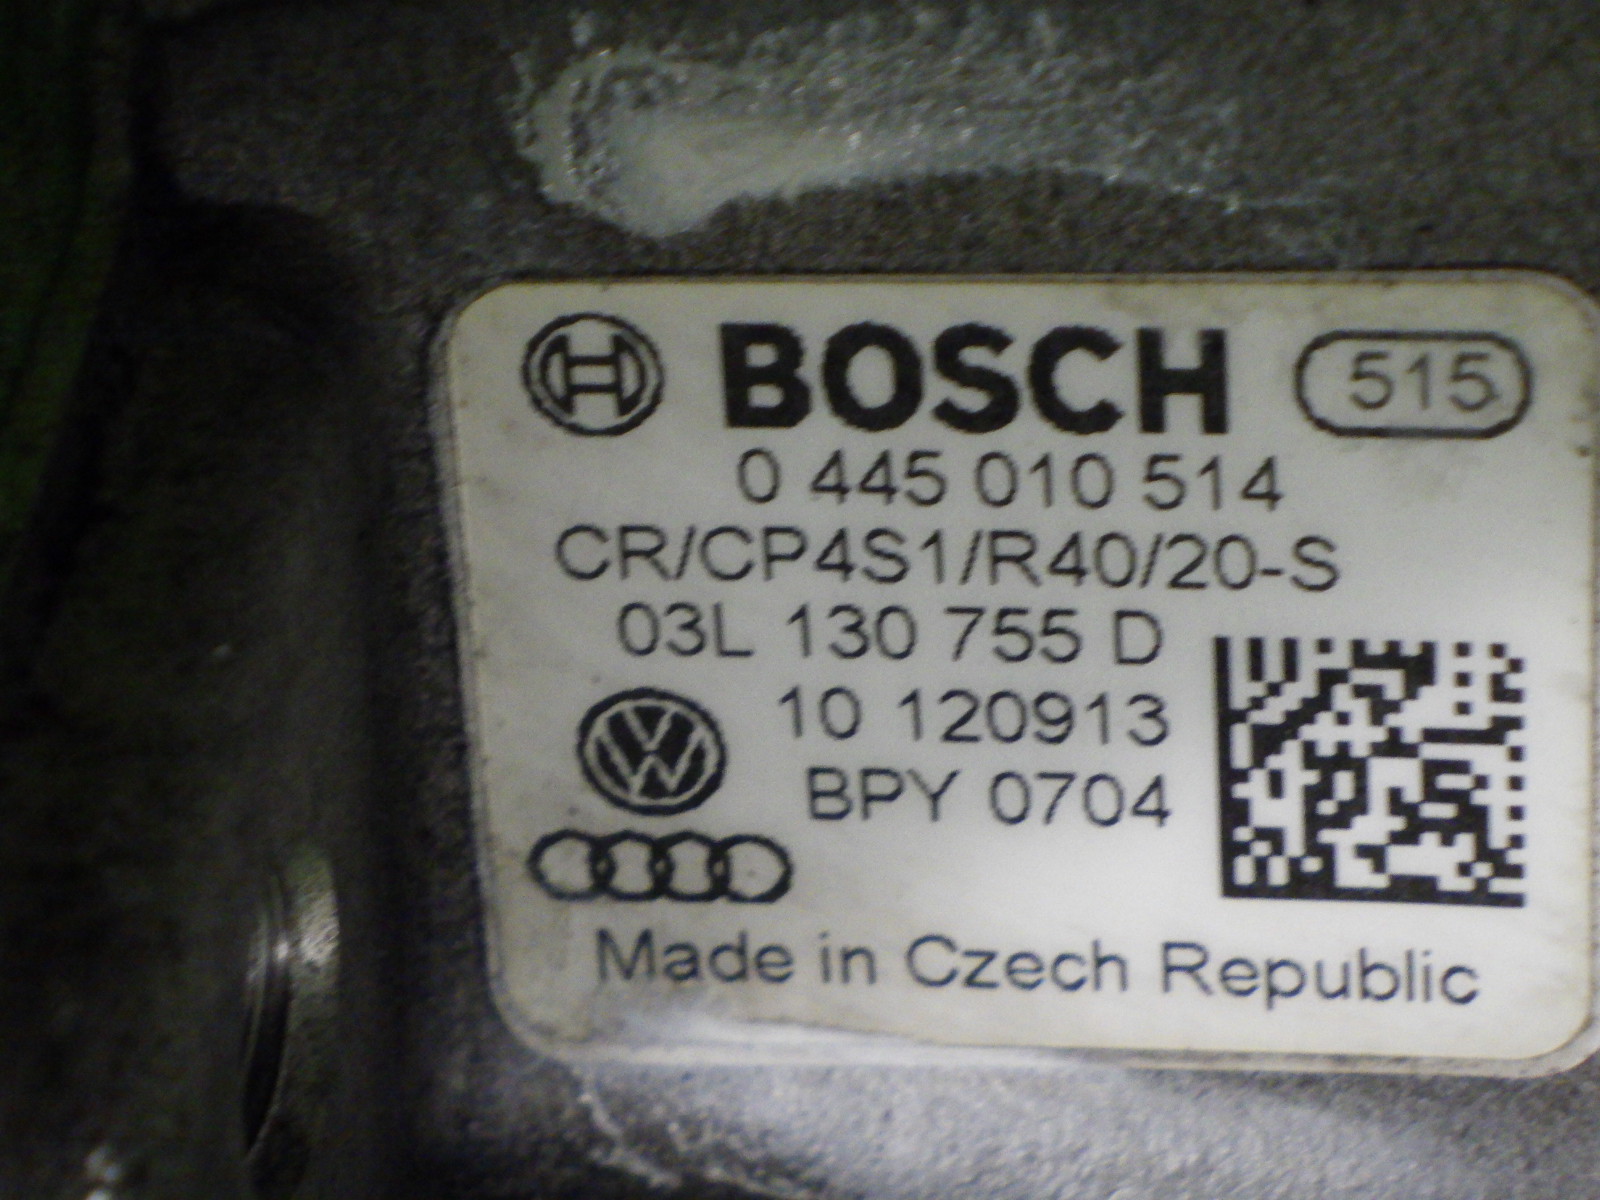 BOSCH 515
0 445 010 514
CR/CP4S1/R40/20-S
03L 130 755 D
10 120913
BPY 0704
Made in Czech Republic